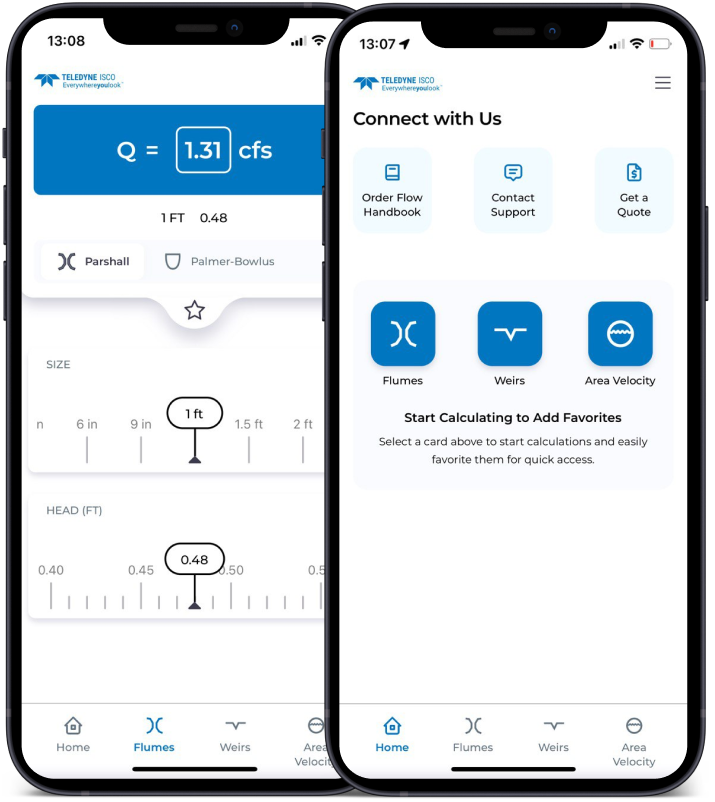 13:08
TELEDYNE ISCO
Everywhereyoulook™
Q = 1.31 cfs
1 FT 0.48
Parshall Palmer-Bowlus
SIZE
1 ft
n 6 in 9 in 1.5 ft 2 ft
HEAD (FT)
0.48
0.40 0.45 0.50 0.5
Home Flumes Weirs Area
Velocit
13:07
TELEDYNE ISCO
Everywhereyoulook™
Connect with Us
Order Flow
Handbook
Contact
Support
Get a
Quote
Flumes Weirs Area Velocity
Start Calculating to Add Favorites
Select a card above to start calculations and easily
favorite them for quick access.
Home Flumes Weirs Area
Velocity